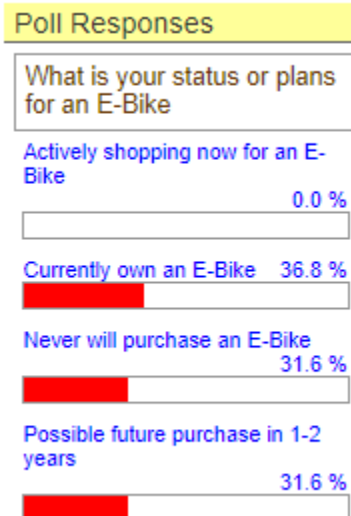 Poll Responses
What is your status or plans
for an E-Bike
Actively shopping now for an E-
Bike
0.0 %
Currently own an E-Bike 36.8 %
Never will purchase an E-Bike
31.6 %
Possible future purchase in 1-2
years
31.6 %